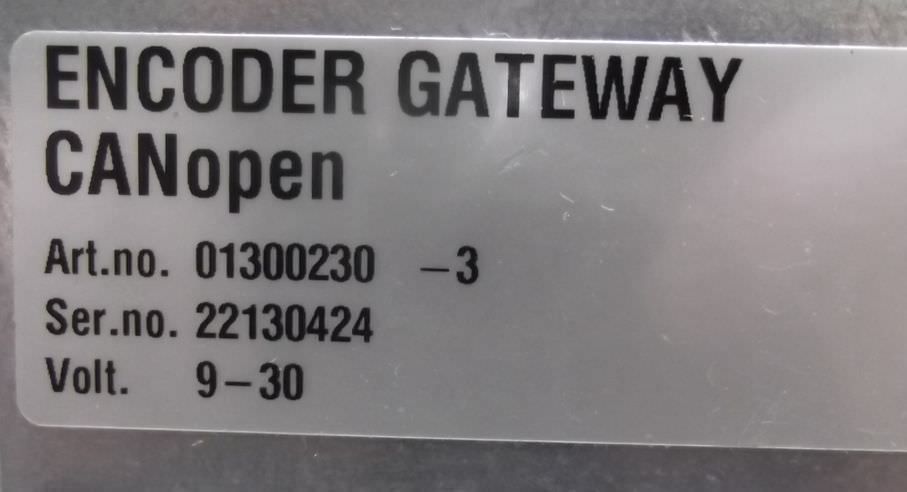 ENCODER GATEWAY
CANopen
Art.no. 01300230 -3
Ser.no. 22130424
Volt. 9-30